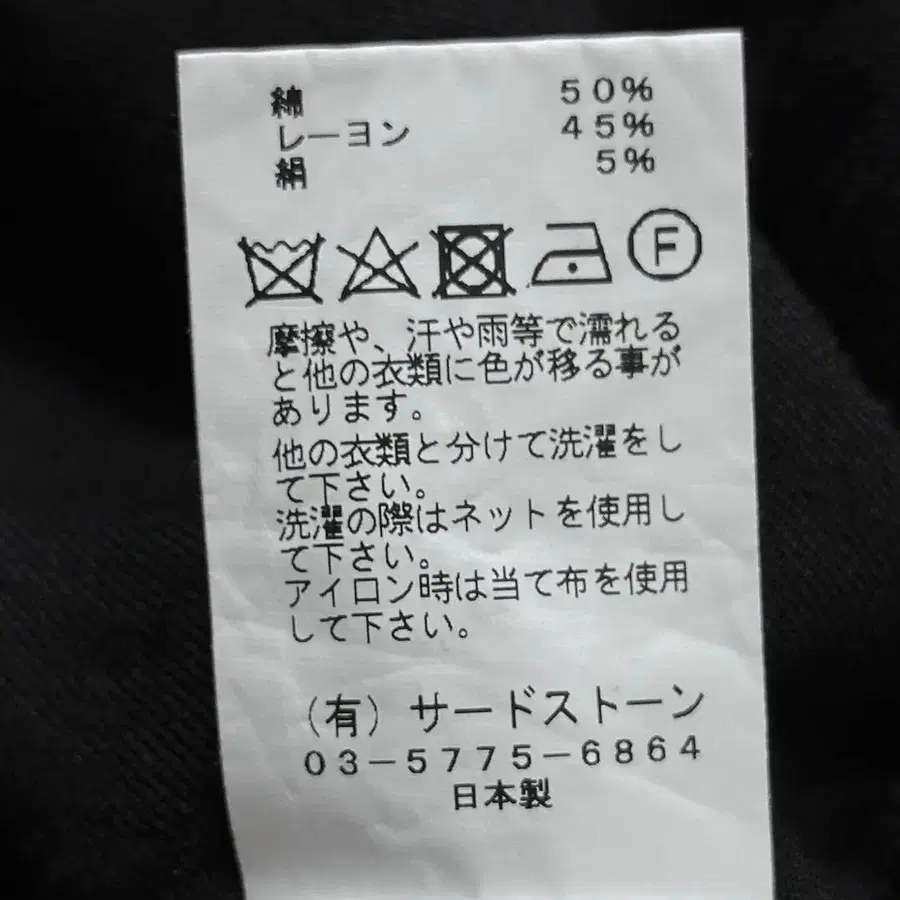 綿 50%
レーヨン 45%
絹 5%
F
摩擦や、汗や雨等で濡れる
と他の衣類に色が移る事が
あります。
他の衣類と分けて洗濯をし
て下さい。
洗濯の際はネットを使用し
て下さい。
アイロン時は当て布を使用
して下さい。
(有)サードストーン
03-5775-6864
日本製